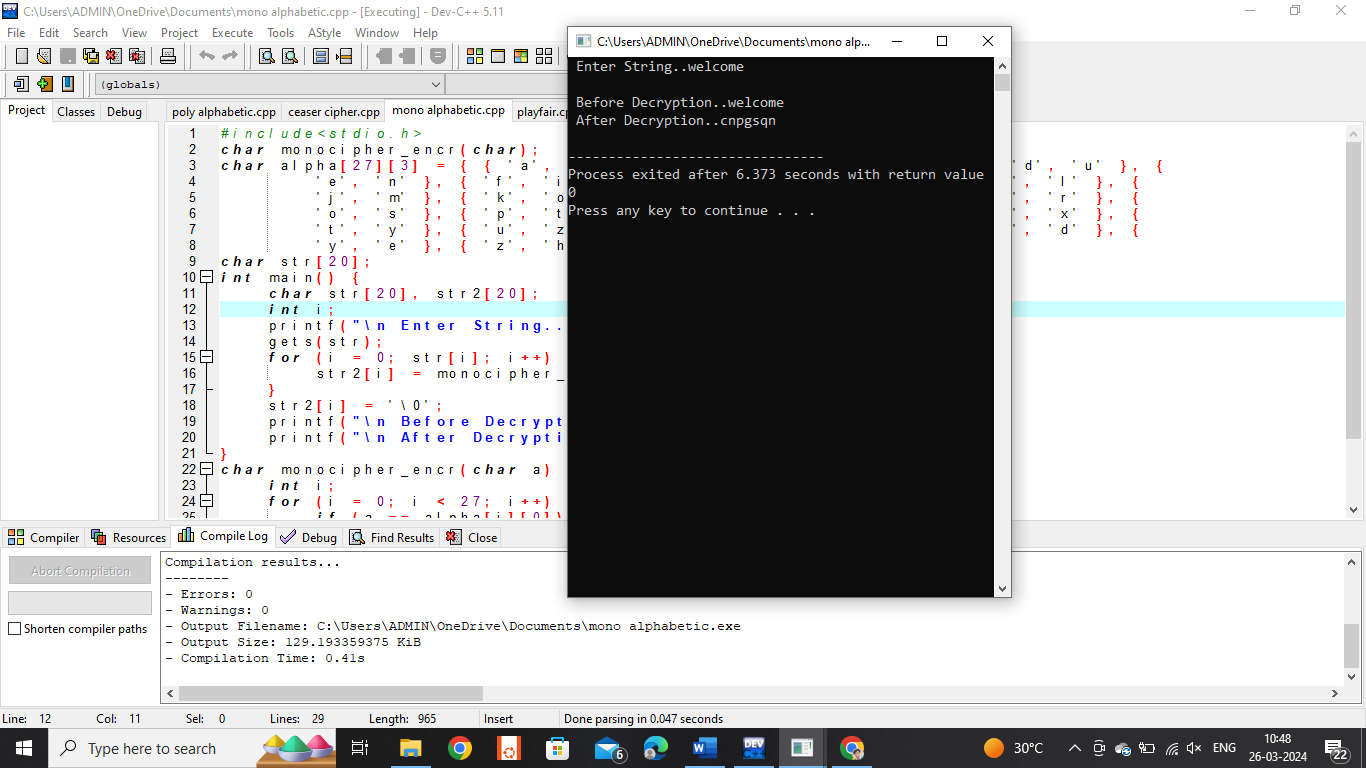 C:\Users\ADMIN\OneDrive\Documents\mono alphabetic.cpp - [Executing] - Dev-C++ 5.11
File Edit Search View Project Execute Tools AStyle Window Help
(globals)
Project Classes Debug
poly alphabetic.cpp ceaser cipher.cpp mono alphabetic.cpp playfair.cp
1 #include<stdio.h>
2 char monocipher_encr(char);
3 char alpha[27][3] = { { 'a', 'd', 'u' }, {
4 'e', 'n' }, { 'f', 'i , 'l' }, {
5 'j', 'm' }, { 'k', 'o , 'r' }, {
6 'o', 's' }, { 'p', 't , 'x' }, {
7 't', 'y' }, { 'u', 'z , 'd' }, {
8 'y', 'e' }, { 'z', 'h
9 char str[20];
10 int main() {
11 char str[20], str2[20];
12 int i;
13 printf("\n Enter String..
14 gets(str);
15 for (i = 0; str[i]; i++)
16 str2[i] = monocipher_
17 }
18 str2[i] = '\0';
19 printf("\n Before Decrypt
20 printf("\n After Decrypti
21 }
22 char monocipher_encr(char a)
23 int i;
24 for (i = 0; i < 27; i++)
25 if (a == alpha[i][0])
C:\Users\ADMIN\OneDrive\Documents\mono alp...
Enter String..welcome
Before Decryption..welcome
After Decryption..cnpgsqn
--------------------------------
Process exited after 6.373 seconds with return value
0
Press any key to continue . . .
Compiler Resources Compile Log Debug Find Results Close
Abort Compilation
Shorten compiler paths
Compilation results...
--------
- Errors: 0
- Warnings: 0
- Output Filename: C:\Users\ADMIN\OneDrive\Documents\mono alphabetic.exe
- Output Size: 129.193359375 KiB
- Compilation Time: 0.41s
Line: 12 Col: 11 Sel: 0 Lines: 29 Length: 965 Insert Done parsing in 0.047 seconds
Type here to search
6
DEV
30°C
ENG
10:48
26-03-2024
22